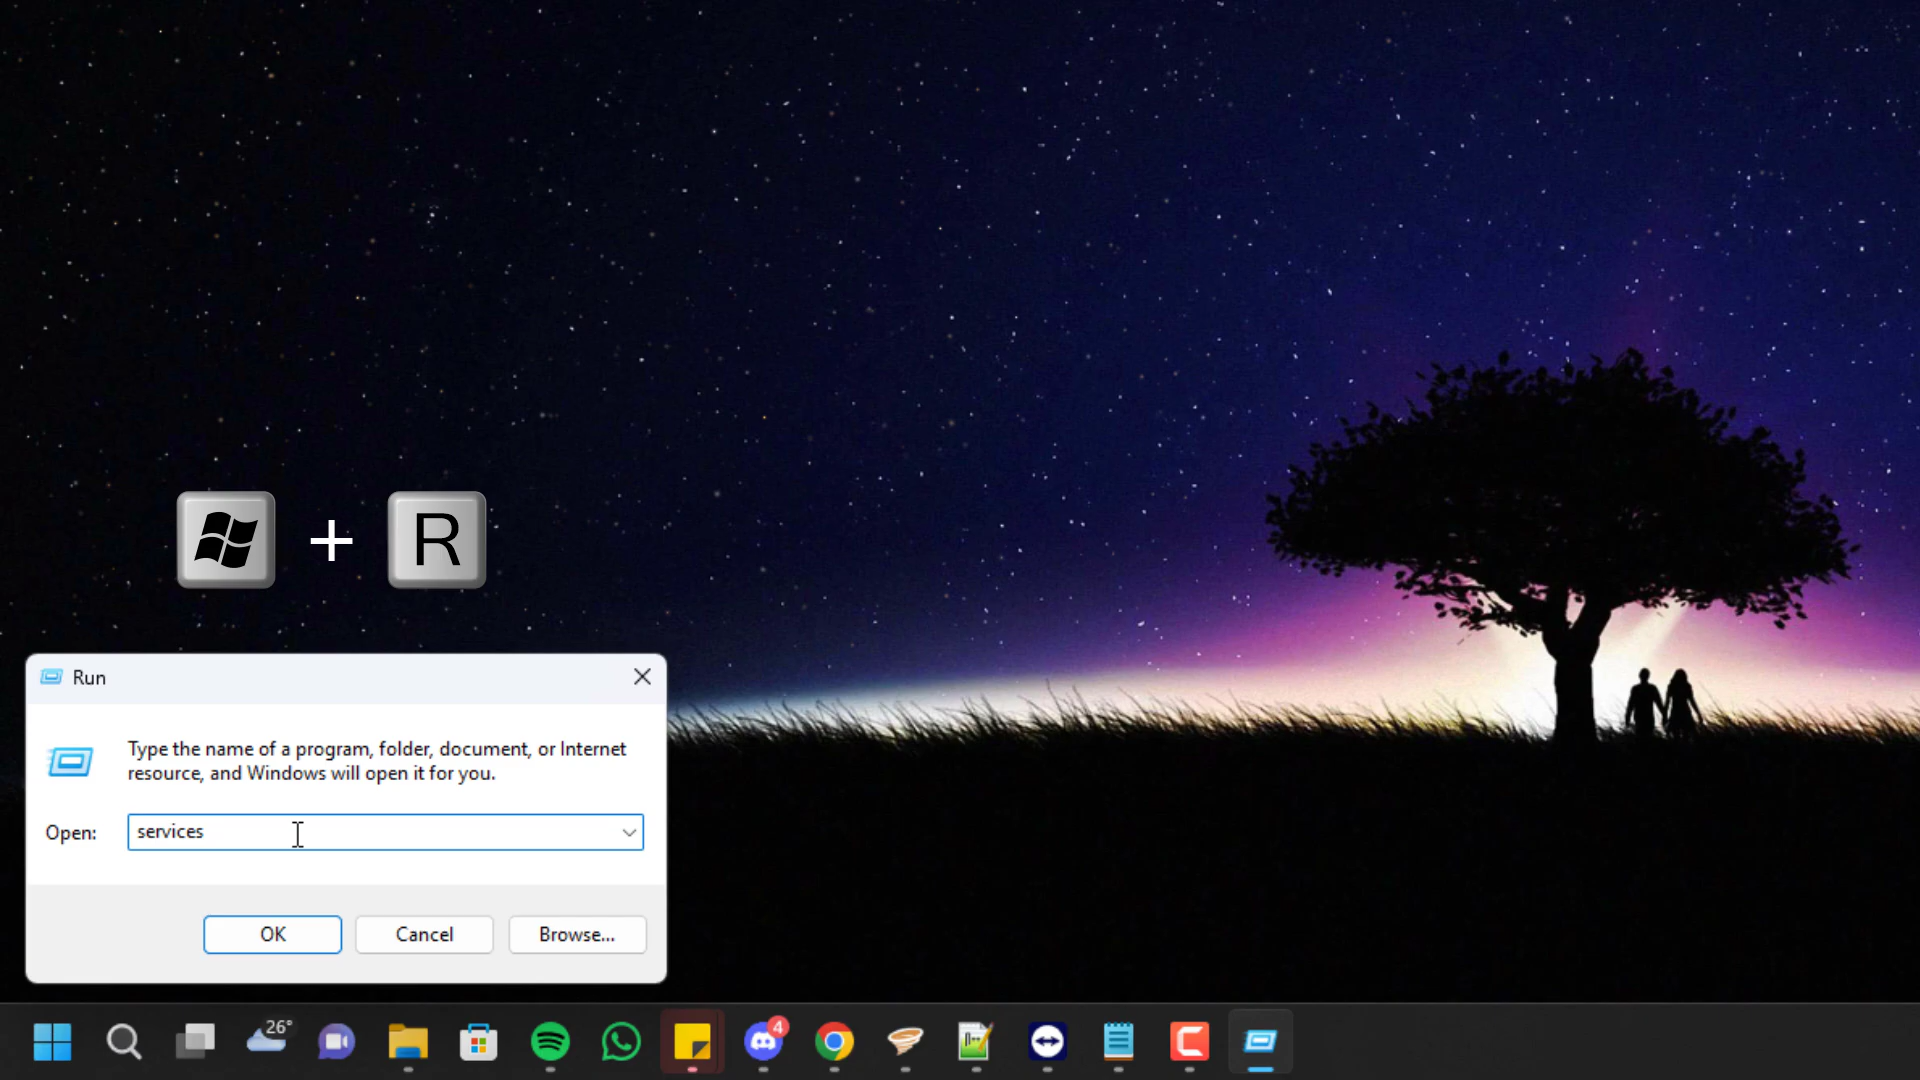 + R
Run
Type the name of a program, folder, document, or Internet
resource, and Windows will open it for you.
Open: services
OK Cancel Browse...
26°
4